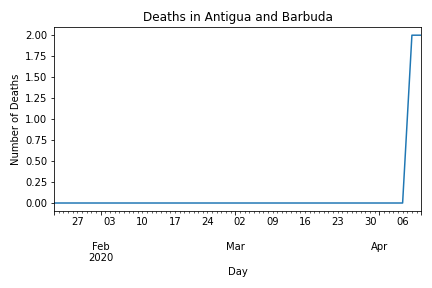 Deaths in Antigua and Barbuda
2.00
1.75
1.50
1.25
1.00
0.75
0.50
0.25
0.00
Number of Deaths
27 03 10 17 24 02 09 16 23 30 06
Feb Mar Apr
2020
Day